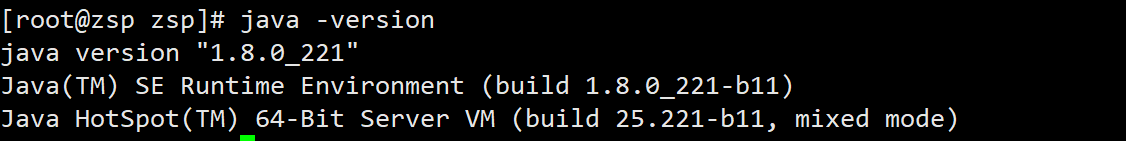 [root@zsp zsp]# java -version
java version "1.8.0_221"
Java(TM) SE Runtime Environment (build 1.8.0_221-b11)
Java HotSpot(TM) 64-Bit Server VM (build 25.221-b11, mixed mode)